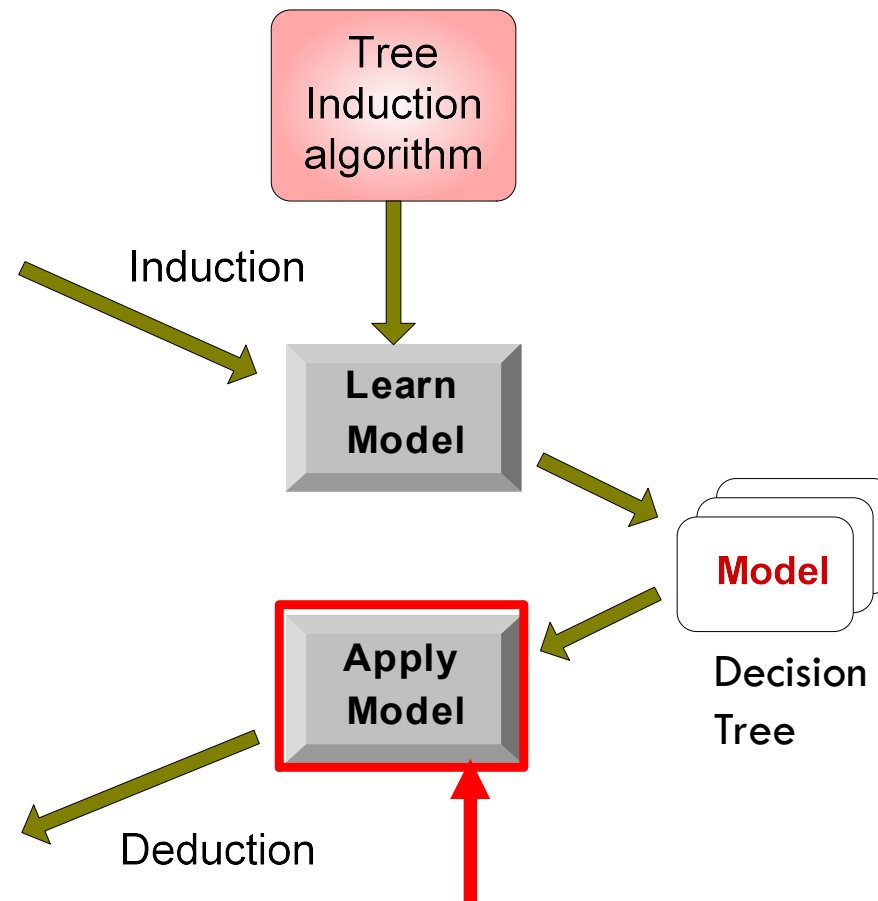 Tree
Induction
algorithm
Induction
Learn
Model
Model
Apply
Model
Decision
Tree
Deduction